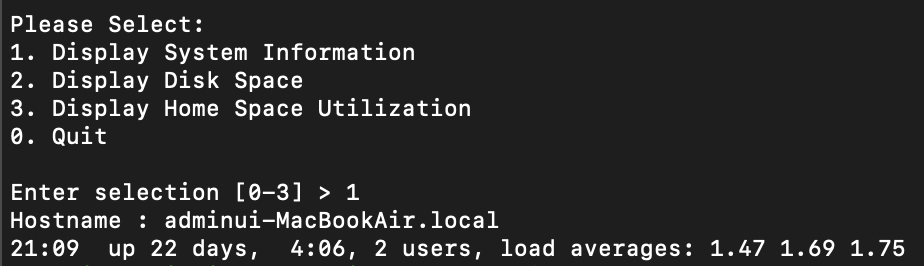 Please Select:
1. Display System Information
2. Display Disk Space
3. Display Home Space Utilization
0. Quit
Enter selection [0-3] > 1
Hostname : adminui-MacBookAir.local
21:09  up 22 days,  4:06, 2 users, load averages: 1.47 1.69 1.75